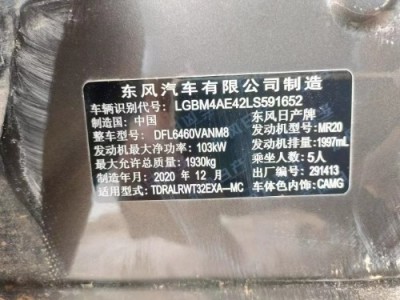 东风汽车有限公司制造
车辆识别代号: LGBM4AE42LS591652
制造国: 中国 东风日产牌
整车型号: DFL6460VANM8 发动机型号: MR20
发动机最大净功率: 103kW 发动机排量: 1997mL
最大允许总质量: 1930kg 乘坐人数: 5人
制造年月: 2020 年 12 月 出厂编号: 291413
适用型号: TDRALRWT32EXA-MC 车体色内饰: CAMG